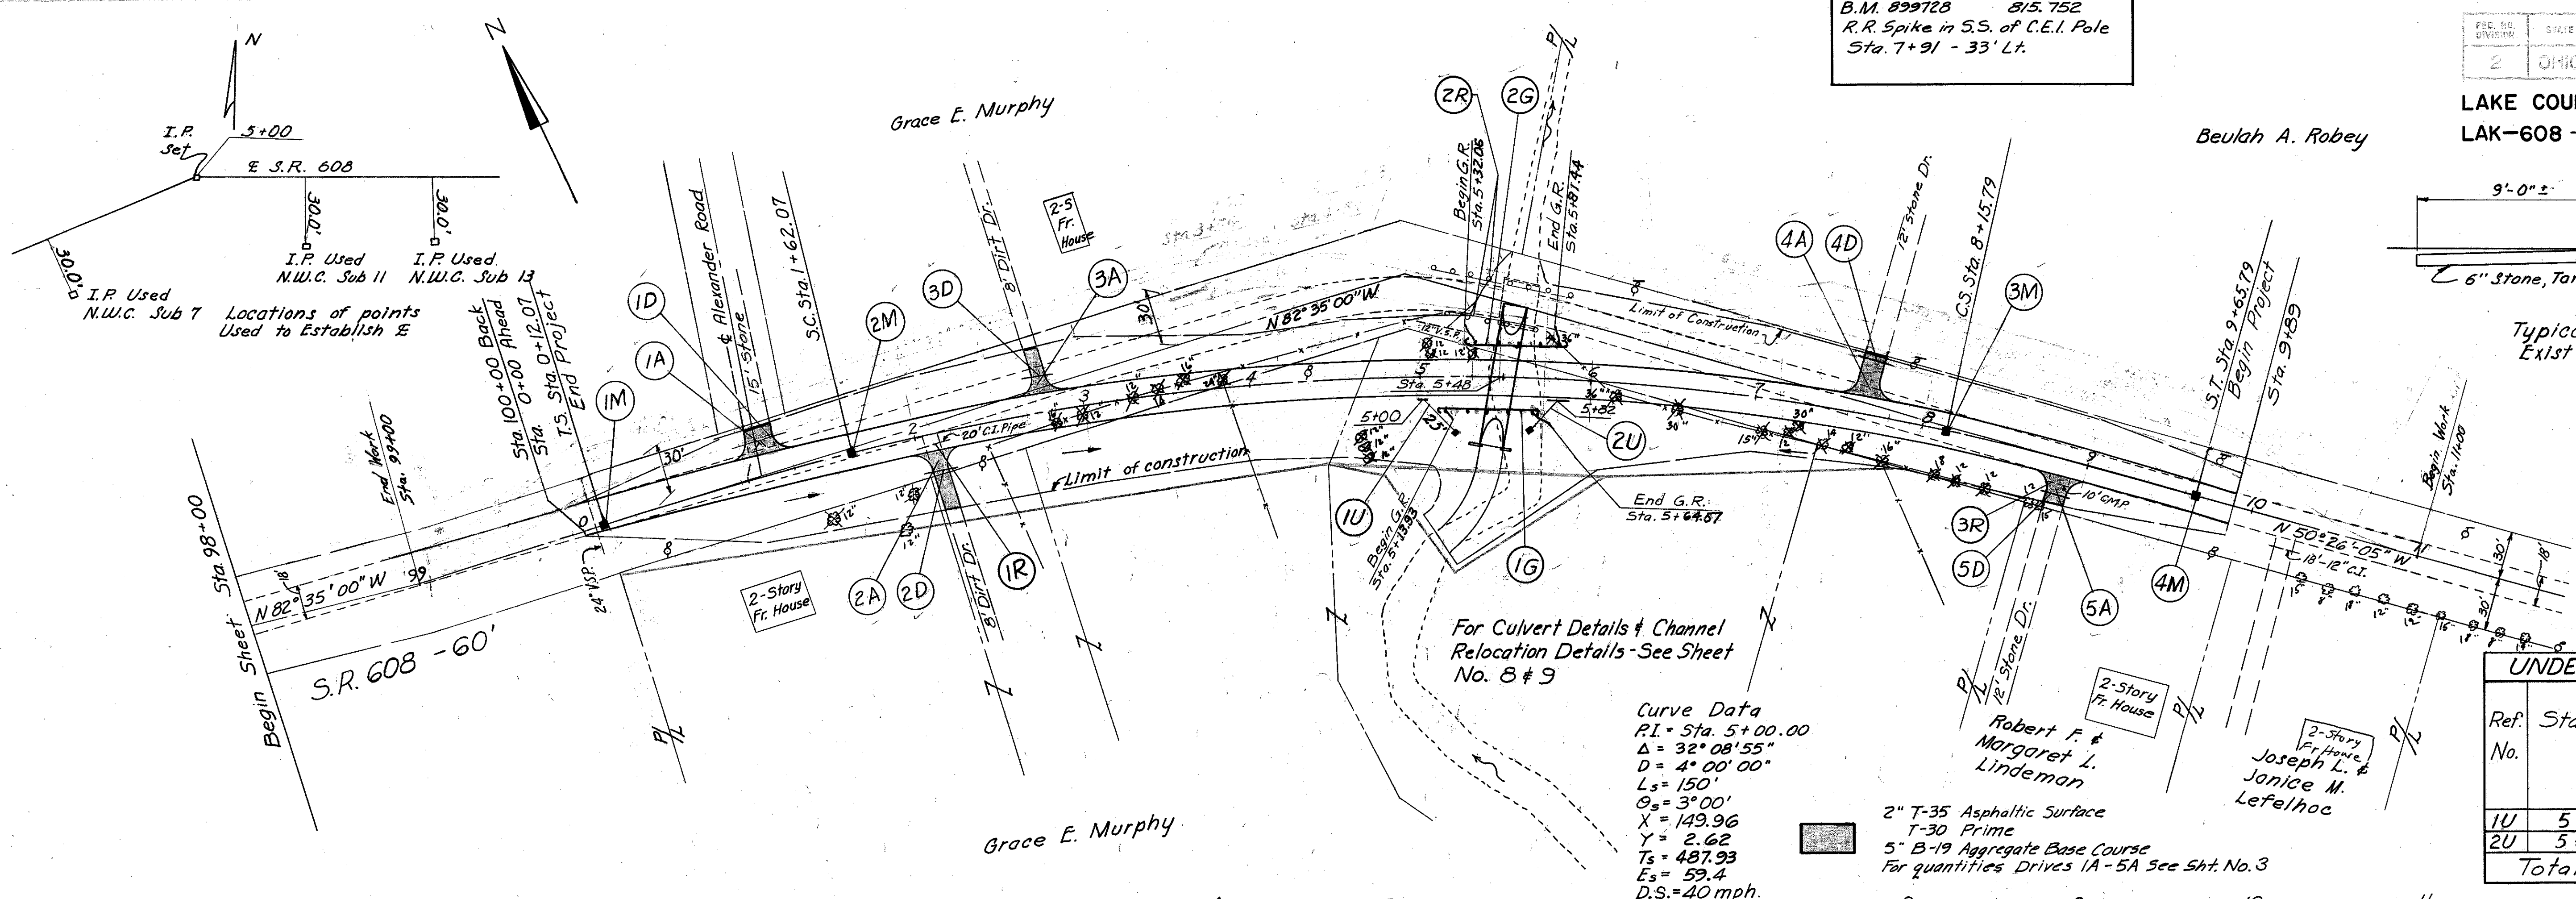 B.M. 899728 815.752
R.R. Spike in S.S. of C.E.I. Pole
Sta. 7+91 - 33' Lt.
FED. RD.
DIVISION
STATE
2
OHIO
LAKE COU
LAK-608 -
N
I.P.
Set
5+00
℄ S.R. 608
30.0'
30.0'
30.0'
I.P. Used
N.W.C. Sub 11
I.P. Used
N.W.C. Sub 13
I.P. Used
N.W.C. Sub 7
Locations of points
Used to Establish ℄
Z
Grace E. Murphy
Beulah A. Robey
9'-0" ±
6" Stone, Tar
Typica
Exist
Begin Sheet Sta. 98+00
End Work
Sta. 99+00
Sta. 100+00 Back
Sta. 0+00 Ahead
T.S. Sta. 0+12.07
End Project
℄ Alexander Road
15' Stone
S.C. Sta. 1+62.07
8' Dirt Dr.
2-S
Fr.
House
1M
1A
1D
2M
3D
3A
2R
2G
4A
4D
3M
30'
30'
N 82° 35' 00" W
Begin G.R.
Sta. 5+32.06
End G.R.
Sta. 5+81.44
P/L
12" V.S.P.
36"
Limit of Construction
12' Stone Dr.
C.S. Sta. 8+15.79
S.T. Sta. 9+65.79
Begin Project
Sta. 9+89
Begin Work
Sta. 11+00
0
1
2
3
4
5
6
7
8
9
10
99
18'
N 82° 35' 00" W
S.R. 608 - 60'
24" V.S.P.
20' C.I. Pipe
Limit of construction
Sta. 5+48
5+00
5+82
25'
1U
2U
Begin G.R.
Sta. 5+13.93
End G.R.
Sta. 5+64.57
1G
2A
2D
1R
8' Dirt Dr.
2-Story
Fr. House
P/L
3R
5D
5A
4M
10' C.M.P.
N 50° 26'-05" W
18'-12" C.I.
30'
30'
18'
12' Stone Dr.
P/L
2-Story
Fr. House
P/L
2-Story
Fr House
P/L
Robert F. &
Margaret L.
Lindeman
Joseph L. &
Janice M.
Lefelhoc
For Culvert Details & Channel
Relocation Details - See Sheet
No. 8 & 9
Curve Data
P.I. = Sta. 5+00.00
Δ = 32° 08' 55"
D = 4° 00' 00"
Ls = 150'
θs = 3° 00'
X = 149.96
Y = 2.62
Ts = 487.93
Es = 59.4
D.S. = 40 mph.
2" T-35 Asphaltic Surface
T-30 Prime
5" B-19 Aggregate Base Course
For quantities Drives 1A-5A See Sht. No. 3
Grace E. Murphy
UNDE
Ref.
No.
Sta
1U 5
2U 5
Tota